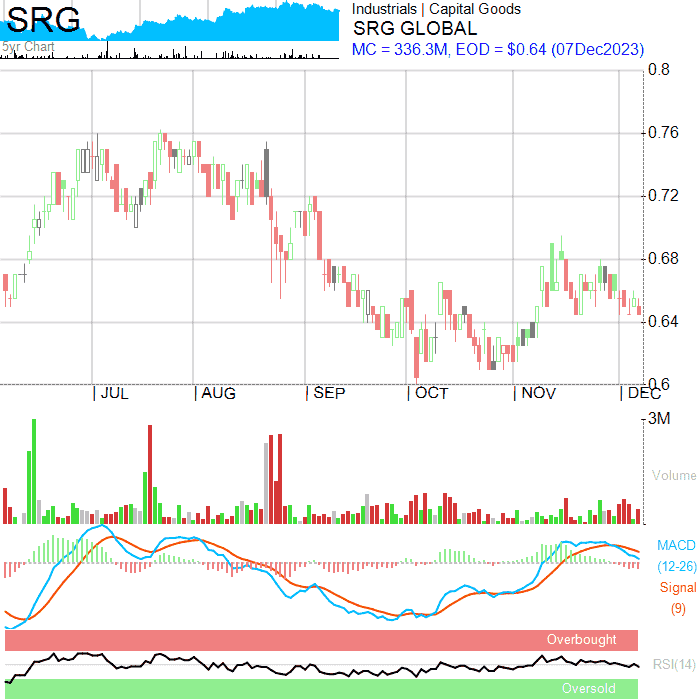 SRG
5yr Chart
Industrials | Capital Goods
SRG GLOBAL
MC = 336.3M, EOD = $0.64 (07Dec2023)
0.8
0.76
0.72
0.68
0.64
0.6
| JUL
| AUG
| SEP
| OCT
| NOV
| DEC
3M
Volume
MACD
(12-26)
Signal
(9)
Overbought
RSI(14)
Oversold